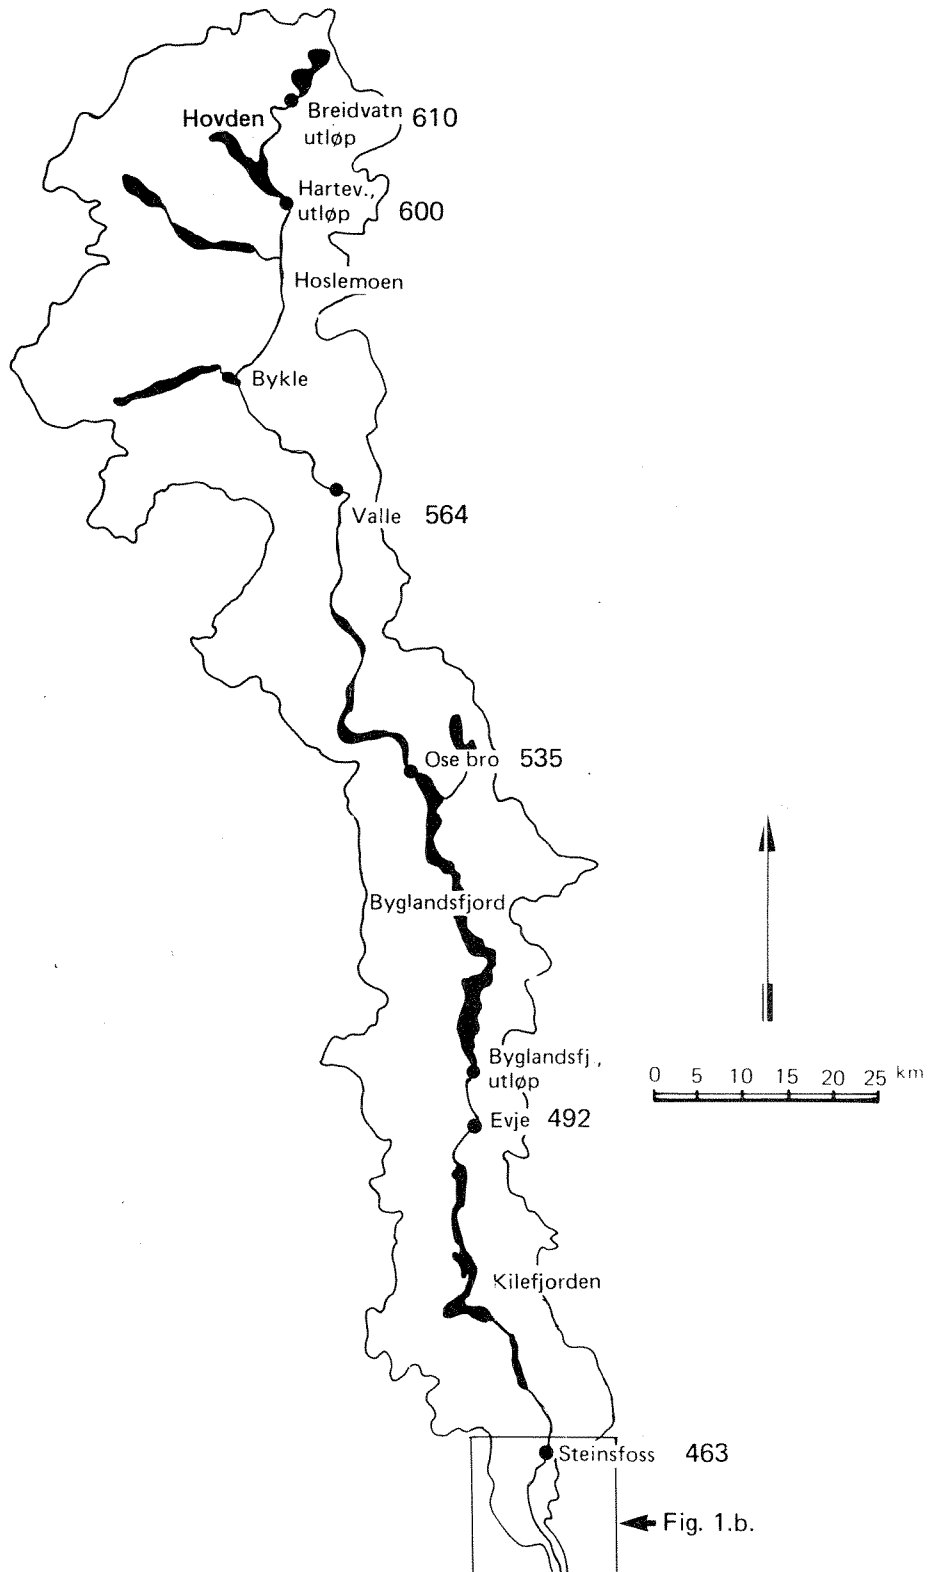 Breidvatn 610
Hovden
utløp
Hartev.,
utløp 600
Hoslemoen
Bykle
Valle 564
Ose bro 535
Byglandsfjord
Byglandsfj.,
utløp
0 5 10 15 20 25 km
Evje 492
Kilefjorden
Steinsfoss 463
Fig. 1.b.